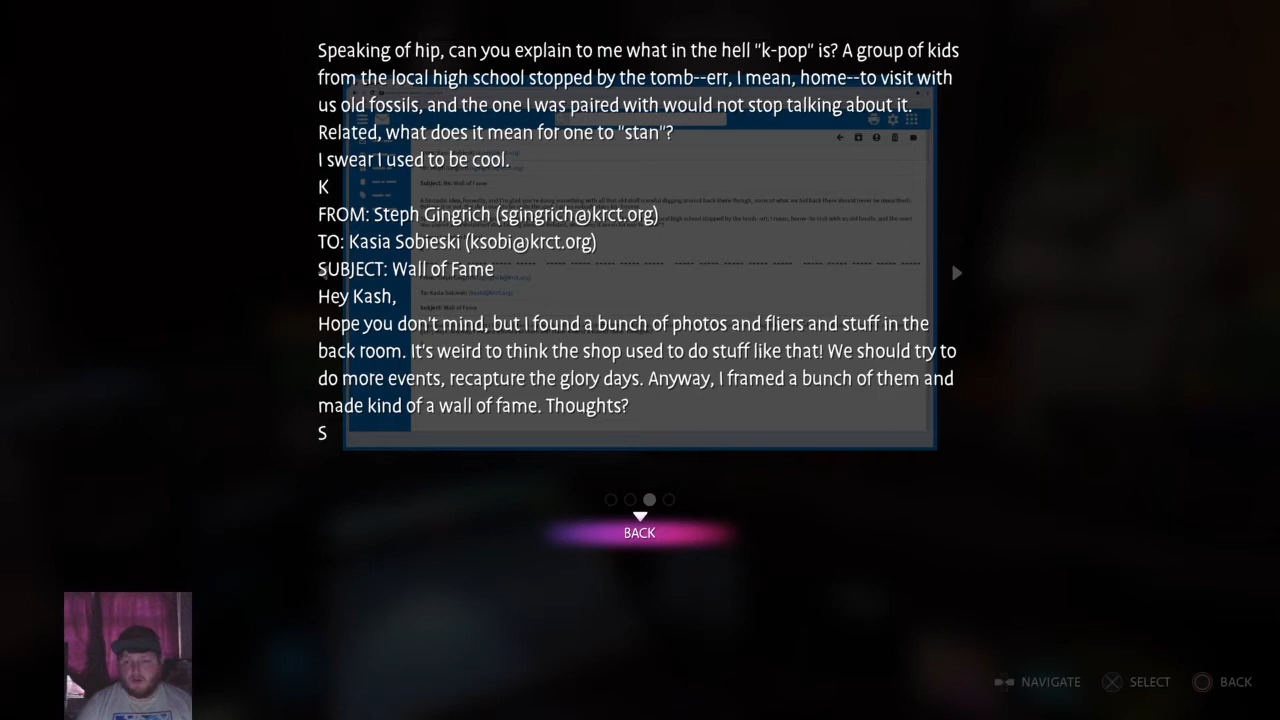 Speaking of hip, can you explain to me what in the hell "k-pop" is? A group of kids
from the local high school stopped by the tomb--err, I mean, home--to visit with
us old fossils, and the one I was paired with would not stop talking about it.
Related, what does it mean for one to "stan"?
I swear I used to be cool.
K
FROM: Steph Gingrich (sgingrich@krct.org)
TO: Kasia Sobieski (ksobi@krct.org)
SUBJECT: Wall of Fame
Hey Kash,
Hope you don't mind, but I found a bunch of photos and fliers and stuff in the
back room. It's weird to think the shop used to do stuff like that! We should try to
do more events, recapture the glory days. Anyway, I framed a bunch of them and
made kind of a wall of fame. Thoughts?
S
BACK
NAVIGATE
SELECT
BACK